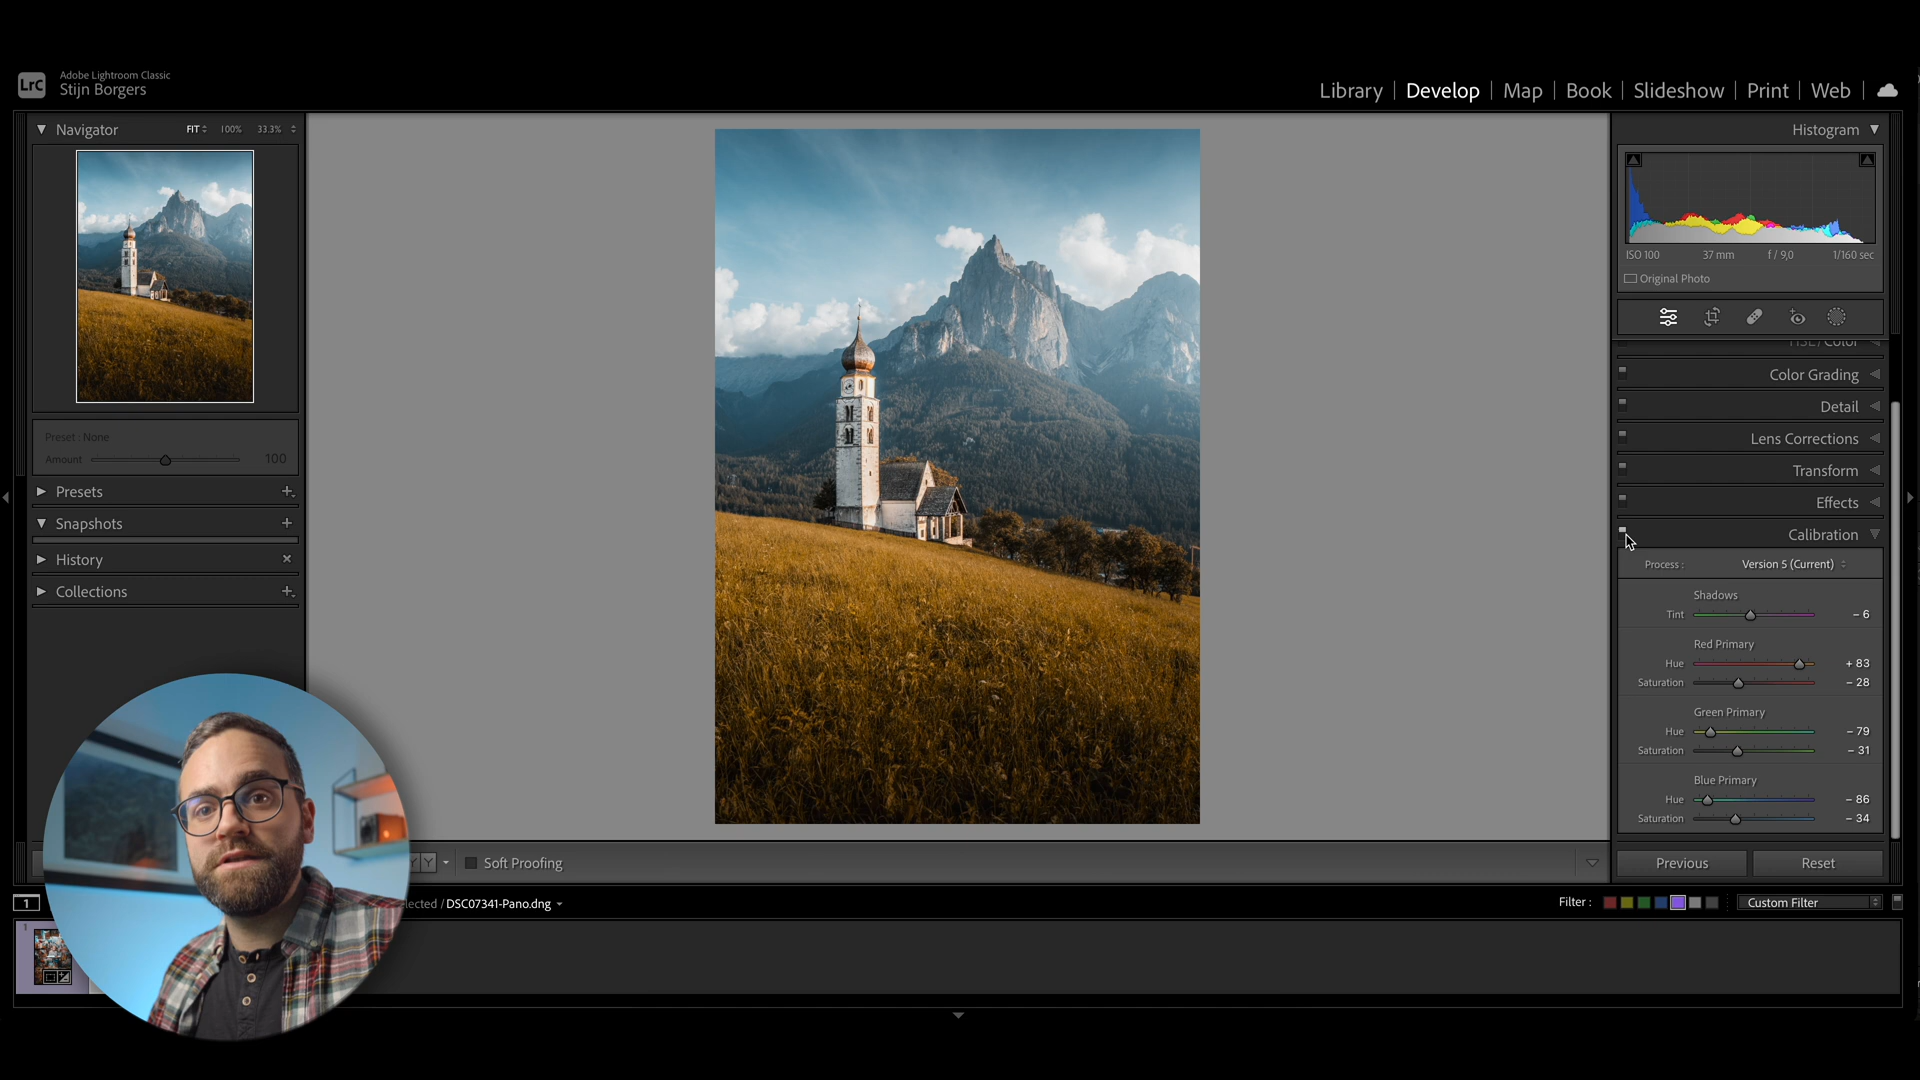 LrC
Adobe Lightroom Classic
Stijn Borgers
Library | Develop | Map | Book | Slideshow | Print | Web
Navigator FIT 100% 33.3%
Preset : None
Amount 100
Presets
Snapshots
History
Collections
Histogram
ISO 100 37 mm f / 9,0 1/160 sec
Original Photo
HSL / Color
Color Grading
Detail
Lens Corrections
Transform
Effects
Calibration
Process : Version 5 (Current)
Shadows
Tint – 6
Red Primary
Hue + 83
Saturation – 28
Green Primary
Hue – 79
Saturation – 31
Blue Primary
Hue – 86
Saturation – 34
Y Soft Proofing
Previous Reset
1 ected / DSC07341-Pano.dng
Filter : Custom Filter
1